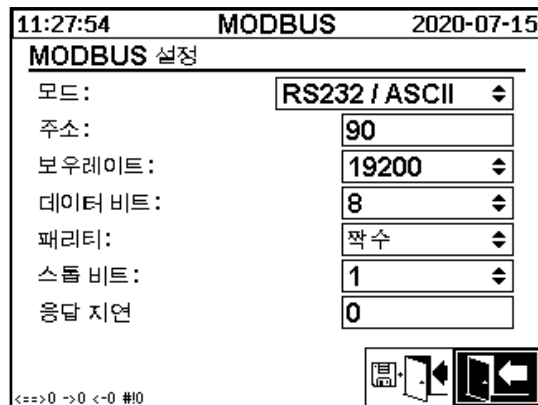 11:27:54 MODBUS 2020-07-15
MODBUS 설정
모드: RS232 / ASCII
주소: 90
보우레이트: 19200
데이터 비트: 8
패리티: 짝수
스톱 비트: 1
응답 지연 0
<==>0 ->0 <-0 #!0